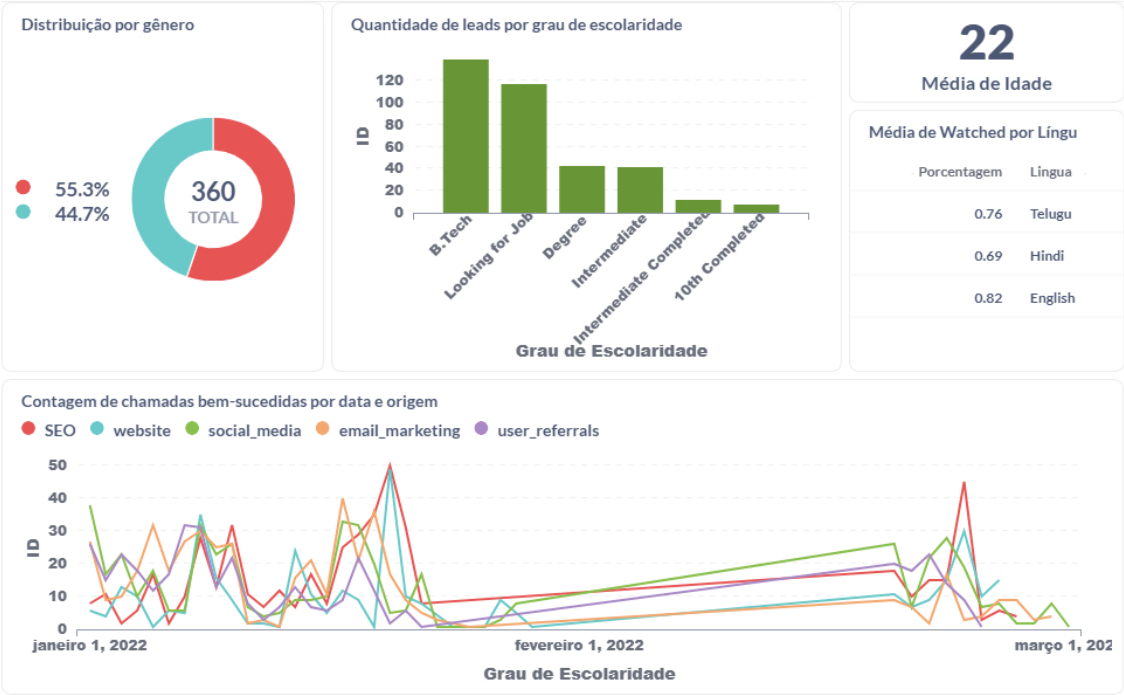 Distribuição por gênero
55.3%
44.7%
360
TOTAL
Quantidade de leads por grau de escolaridade
ID
120
100
80
60
40
20
0
B.Tech
Looking for Job
Degree
Intermediate
Intermediate Completed
10th Completed
Grau de Escolaridade
22
Média de Idade
Média de Watched por Língu
Porcentagem Lingua
0.76 Telugu
0.69 Hindi
0.82 English
Contagem de chamadas bem-sucedidas por data e origem
SEO website social_media email_marketing user_referrals
ID
50
40
30
20
10
0
janeiro 1, 2022 fevereiro 1, 2022 março 1, 202
Grau de Escolaridade